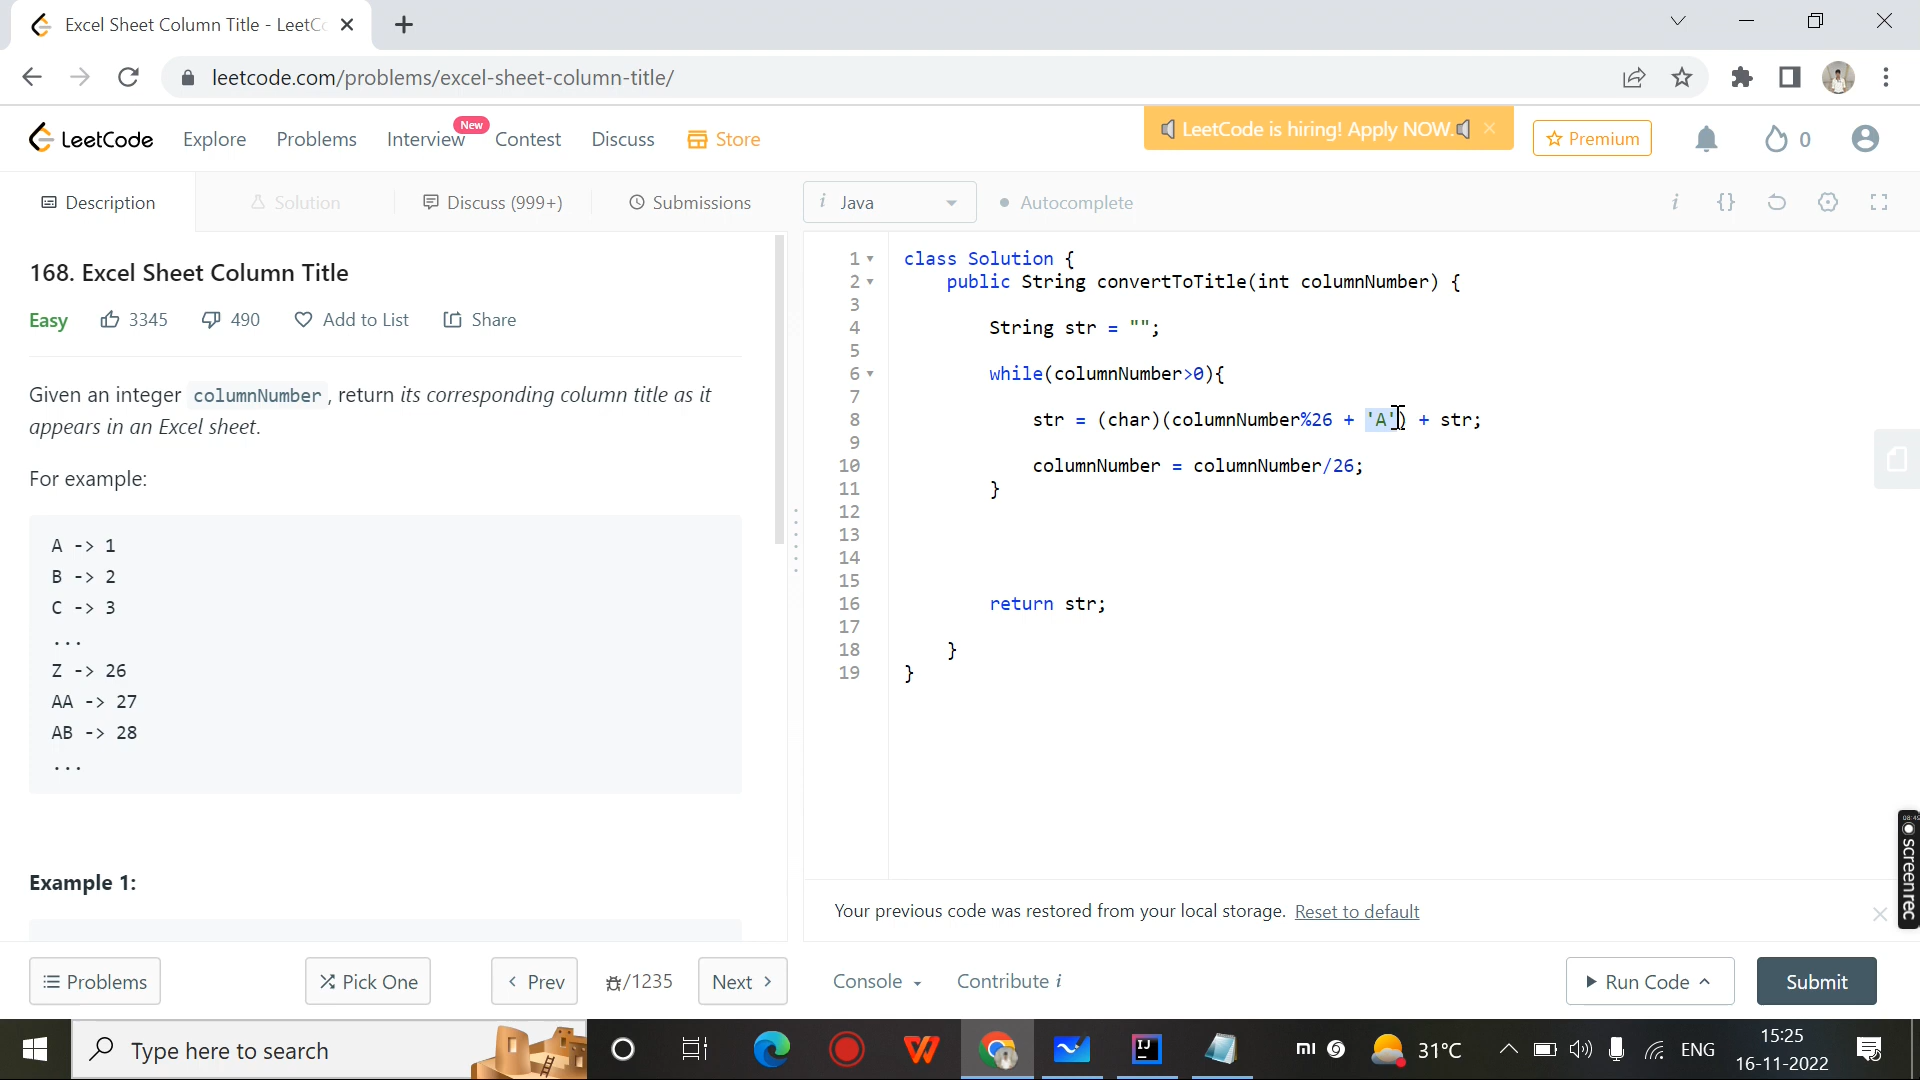 Excel Sheet Column Title - LeetC
leetcode.com/problems/excel-sheet-column-title/
LeetCode
Explore
Problems
Interview
New
Contest
Discuss
Store
LeetCode is hiring! Apply NOW.
Premium
0
Description
Solution
Discuss (999+)
Submissions
i Java
Autocomplete
i {}
168. Excel Sheet Column Title
Easy
3345
490
Add to List
Share
Given an integer columnNumber, return its corresponding column title as it
appears in an Excel sheet.
For example:
A -> 1
B -> 2
C -> 3
...
Z -> 26
AA -> 27
AB -> 28
...
Example 1:
1 class Solution {
2 public String convertToTitle(int columnNumber) {
3
4 String str = "";
5
6 while(columnNumber>0){
7
8 str = (char)(columnNumber%26 + 'A') + str;
9
10 columnNumber = columnNumber/26;
11 }
12
13
14
15
16 return str;
17
18 }
19 }
Your previous code was restored from your local storage. Reset to default
Problems
Pick One
Prev
/1235
Next
Console
Contribute i
Run Code
Submit
screenrec
Type here to search
IJ
mi
31°C
ENG
15:25
16-11-2022